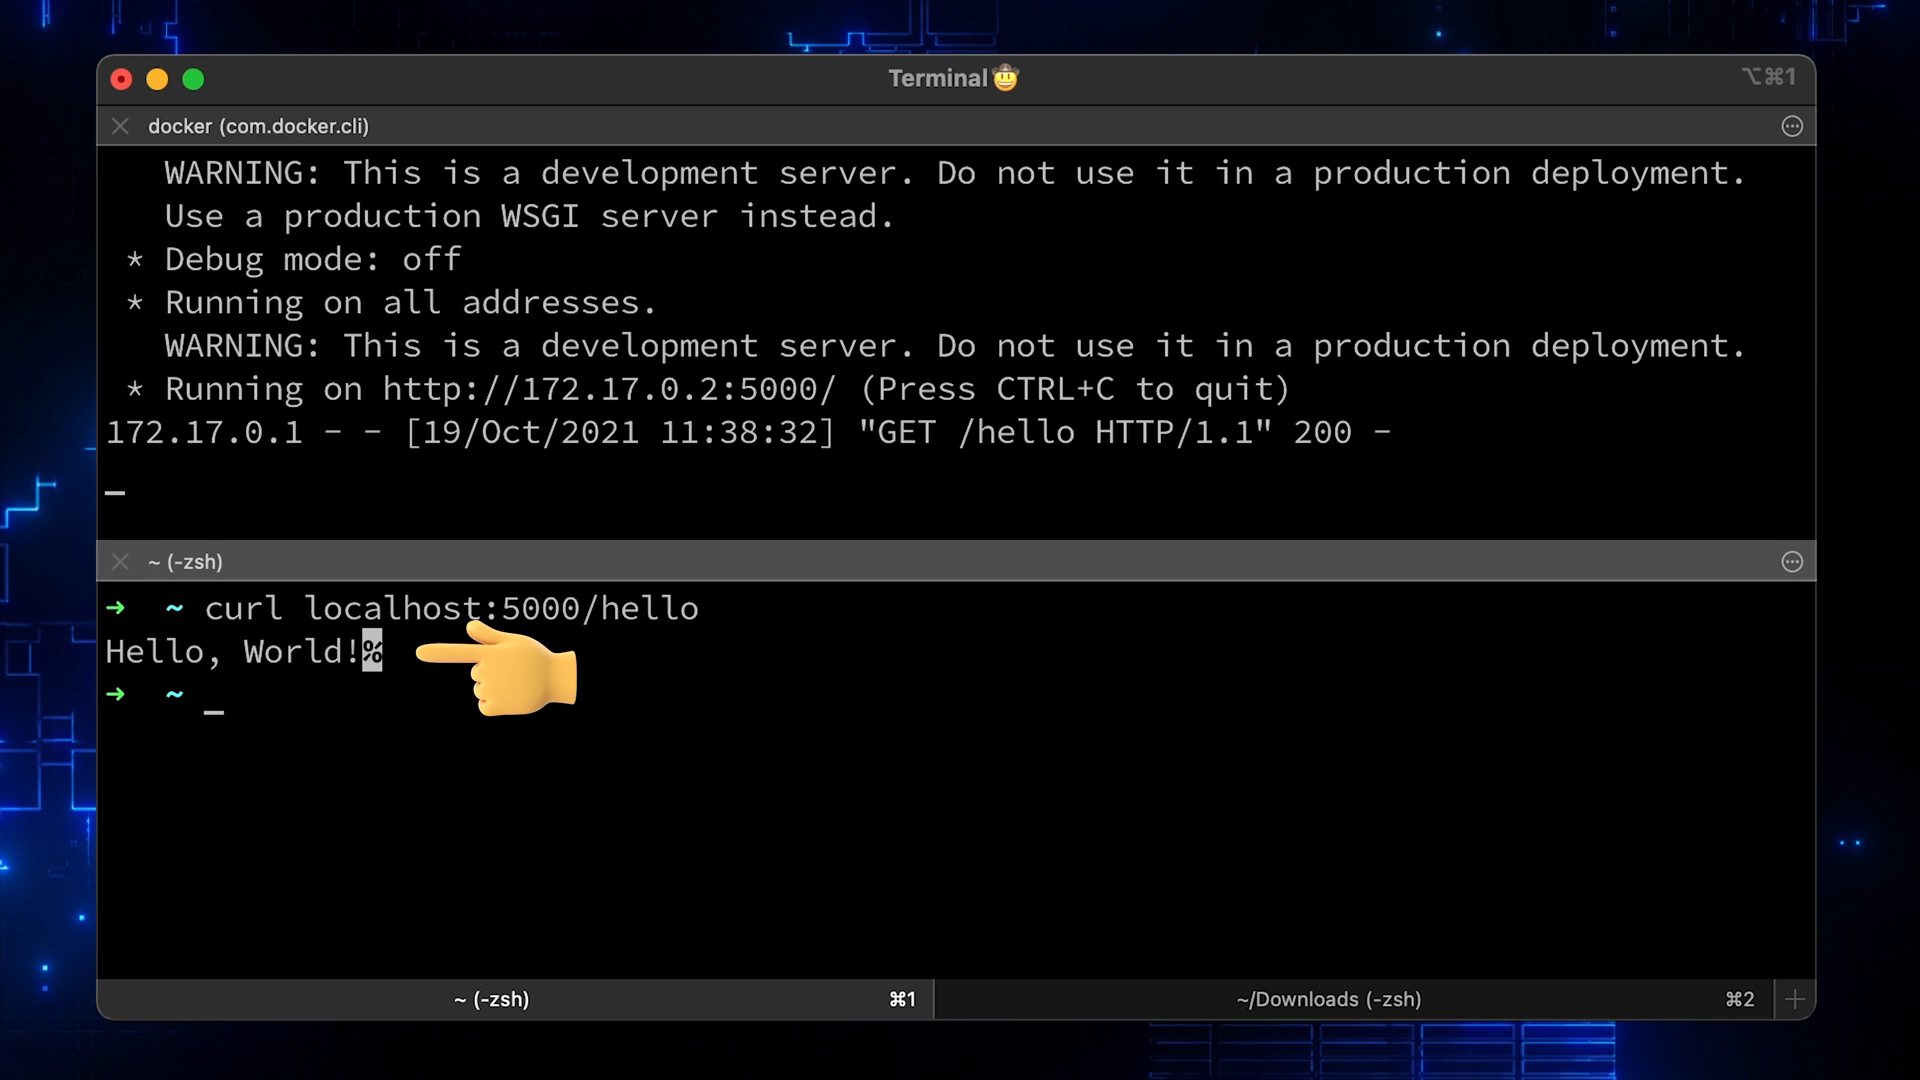 Terminal🤠
⌥⌘1
docker (com.docker.cli)
WARNING: This is a development server. Do not use it in a production deployment.
Use a production WSGI server instead.
* Debug mode: off
* Running on all addresses.
WARNING: This is a development server. Do not use it in a production deployment.
* Running on http://172.17.0.2:5000/ (Press CTRL+C to quit)
172.17.0.1 - - [19/Oct/2021 11:38:32] "GET /hello HTTP/1.1" 200 -
~ (-zsh)
➜ ~ curl localhost:5000/hello
Hello, World!%
➜ ~ _
~ (-zsh) ⌘1
~/Downloads (-zsh) ⌘2